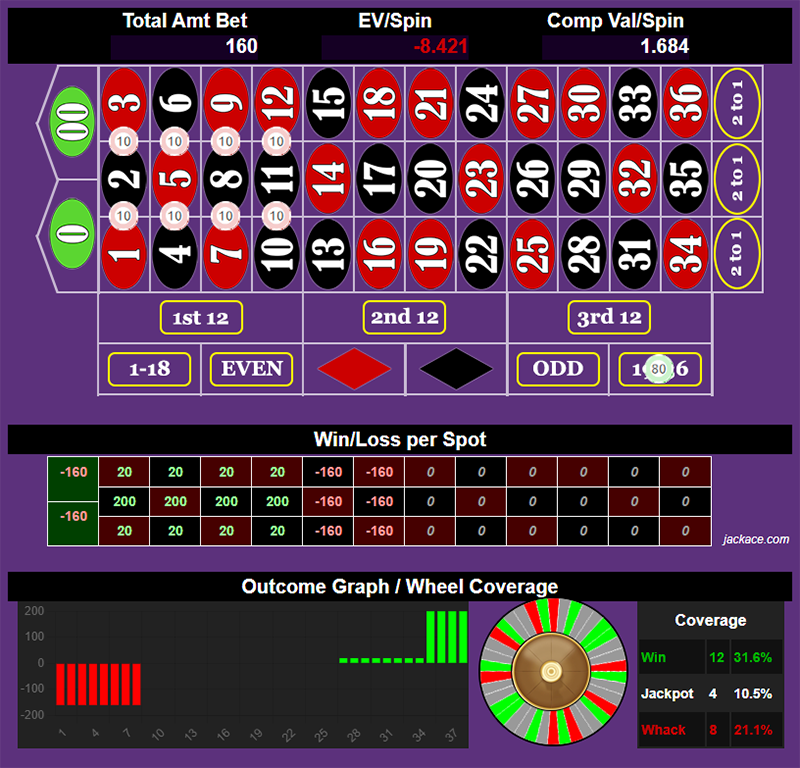 Total Amt Bet EV/Spin Comp Val/Spin
160 -8.421 1.684
00 3 6 9 12 15 18 21 24 27 30 33 36 2 to 1
10 10 10 10
2 5 8 11 14 17 20 23 26 29 32 35 2 to 1
10 10 10 10
0 1 4 7 10 13 16 19 22 25 28 31 34 2 to 1
1st 12 2nd 12 3rd 12
1-18 EVEN ODD 80
Win/Loss per Spot
-160 20 20 20 20 -160 -160 0 0 0 0 0 0
200 200 200 200 -160 -160 0 0 0 0 0 0
-160 20 20 20 20 -160 -160 0 0 0 0 0 0
jackace.com
Outcome Graph / Wheel Coverage
200
100
0
-100
-200
1 4 7 10 13 16 19 22 25 28 31 34 37
Coverage
Win 12 31.6%
Jackpot 4 10.5%
Whack 8 21.1%